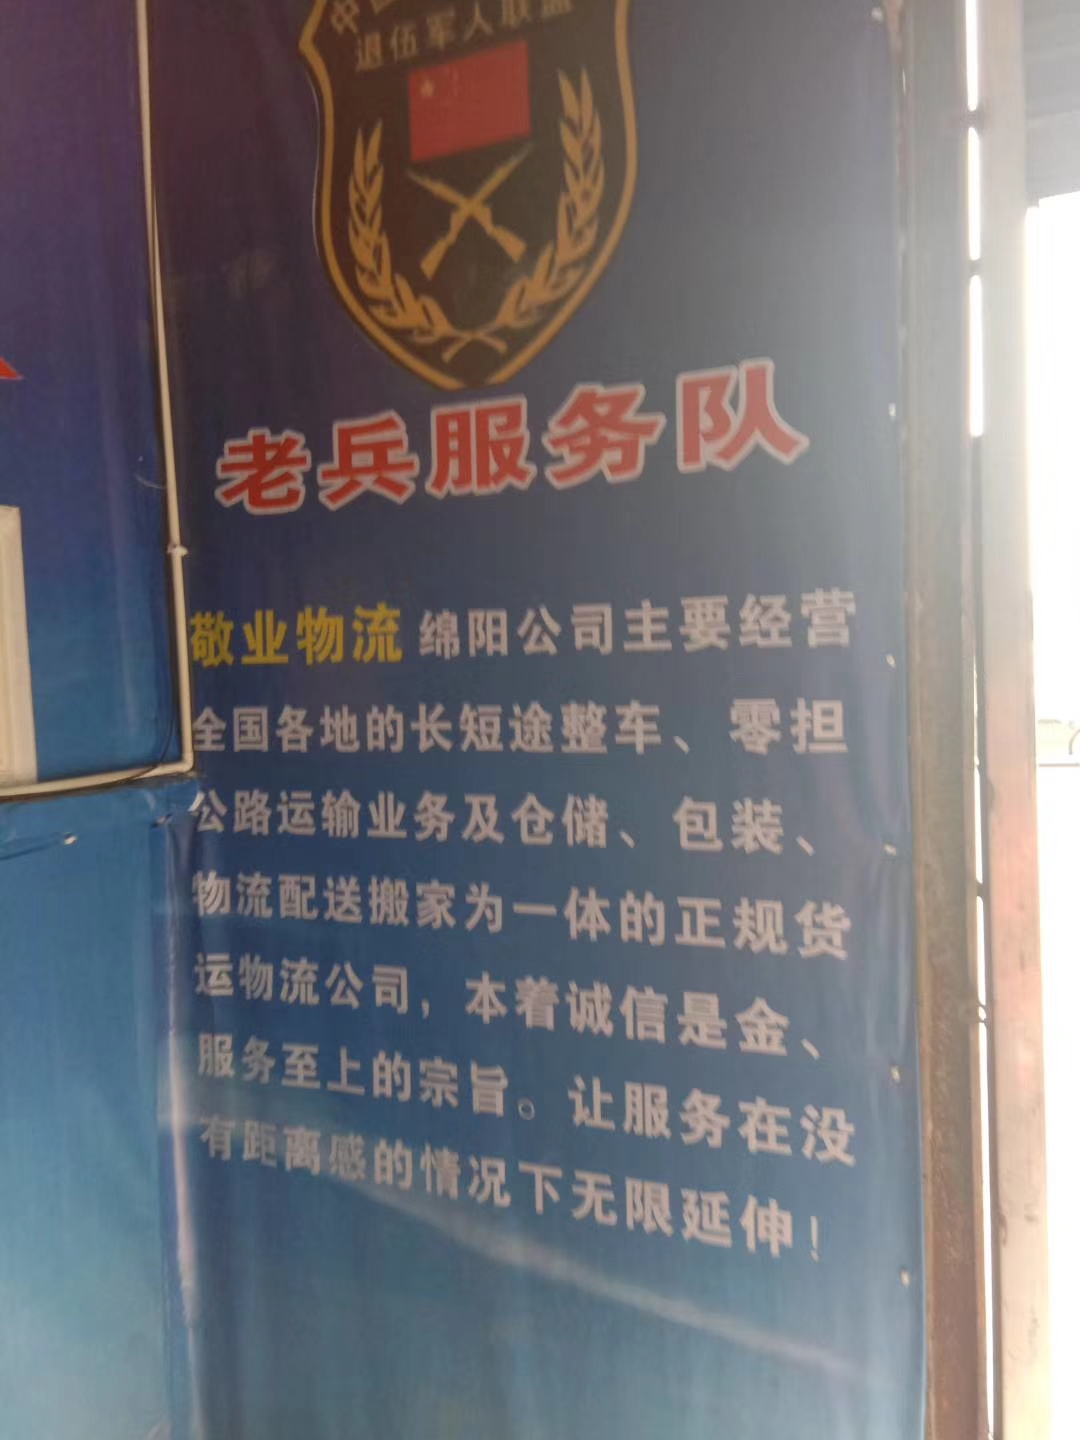 中
退伍军人联盟
老兵服务队
敬业物流 绵阳公司主要经营
全国各地的长短途整车、零担
公路运输业务及仓储、包装、
物流配送搬家为一体的正规货
运物流公司，本着诚信是金、
服务至上的宗旨。让服务在没
有距离感的情况下无限延伸！